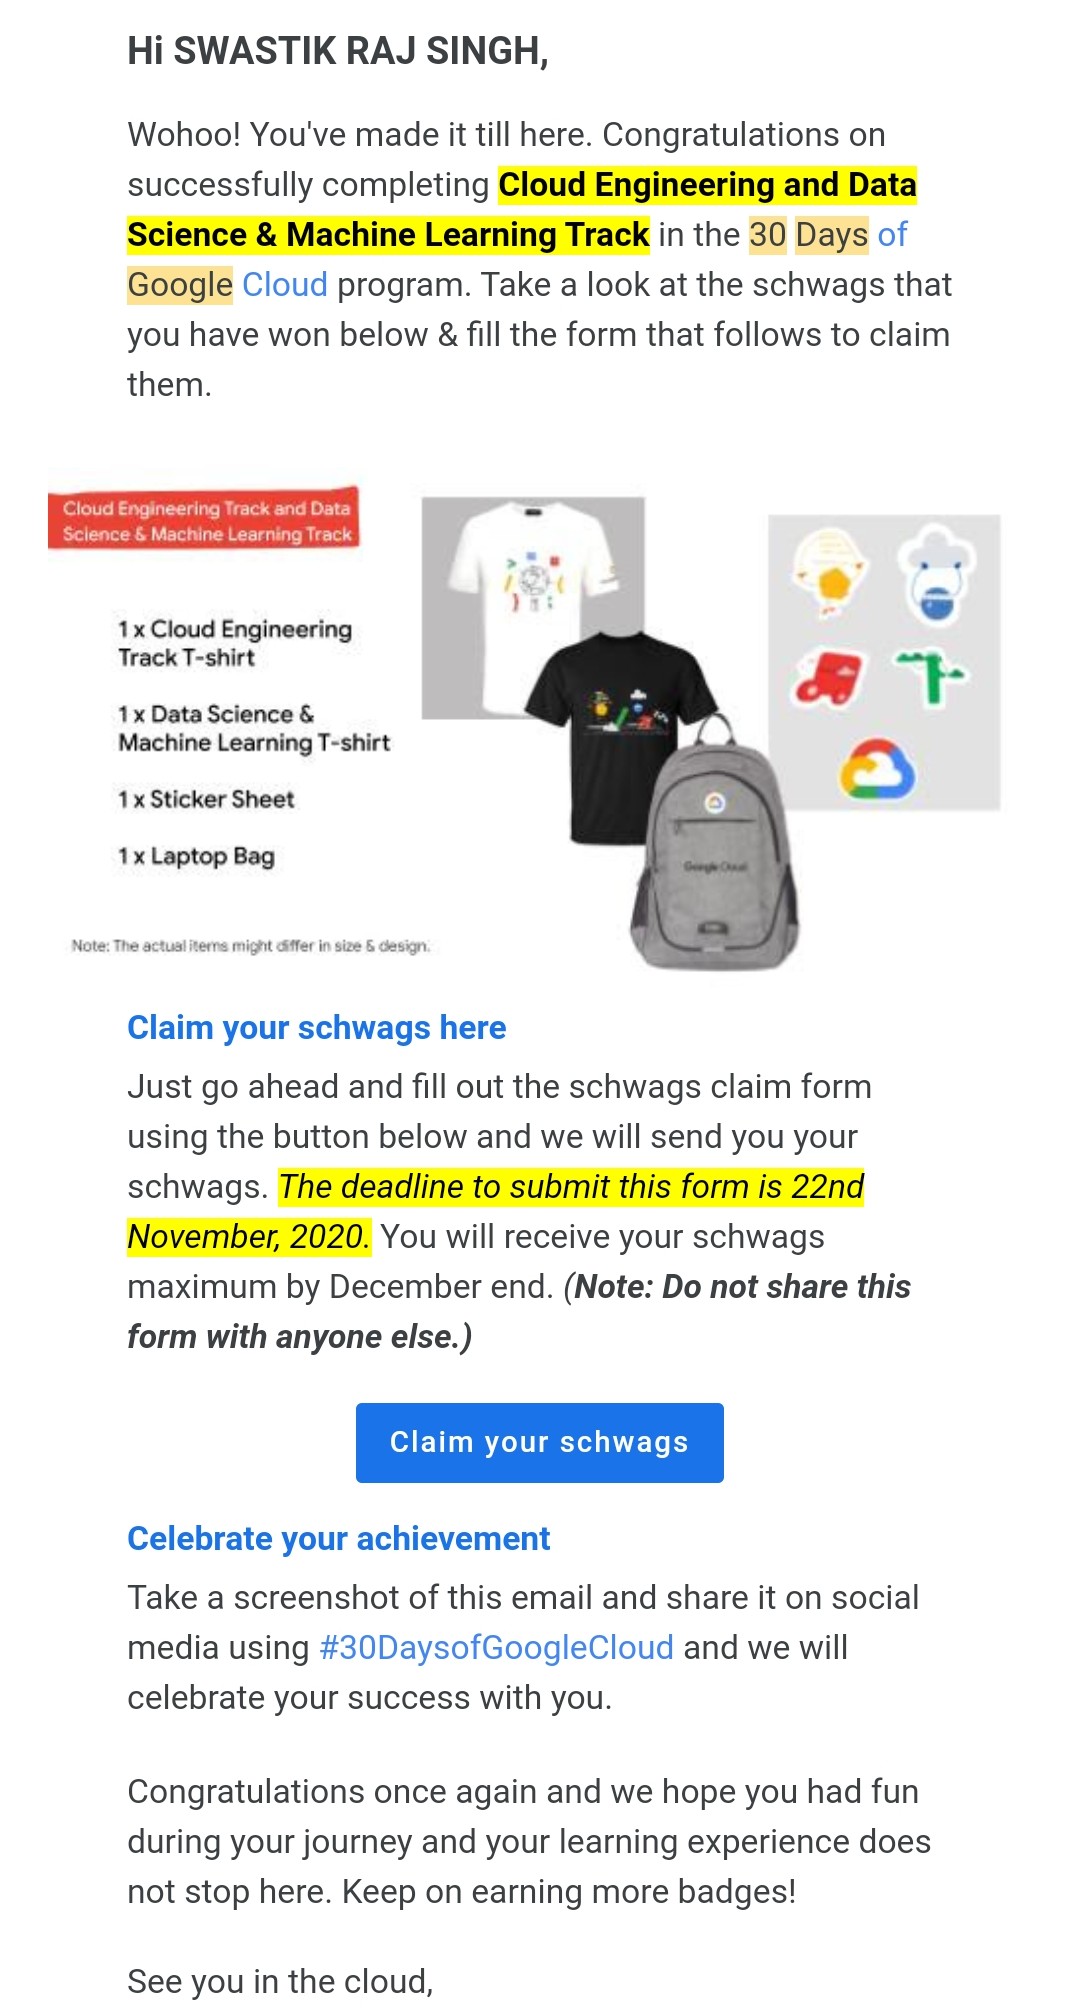 Hi SWASTIK RAJ SINGH,
Wohoo! You've made it till here. Congratulations on
successfully completing Cloud Engineering and Data
Science & Machine Learning Track in the 30 Days of
Google Cloud program. Take a look at the schwags that
you have won below & fill the form that follows to claim
them.
Cloud Engineering Track and Data
Science & Machine Learning Track
1 x Cloud Engineering
Track T-shirt
1 x Data Science &
Machine Learning T-shirt
1 x Sticker Sheet
1 x Laptop Bag
Google Cloud
Note: The actual items might differ in size & design.
Claim your schwags here
Just go ahead and fill out the schwags claim form
using the button below and we will send you your
schwags. The deadline to submit this form is 22nd
November, 2020. You will receive your schwags
maximum by December end. (Note: Do not share this
form with anyone else.)
Claim your schwags
Celebrate your achievement
Take a screenshot of this email and share it on social
media using #30DaysofGoogleCloud and we will
celebrate your success with you.
Congratulations once again and we hope you had fun
during your journey and your learning experience does
not stop here. Keep on earning more badges!
See you in the cloud,